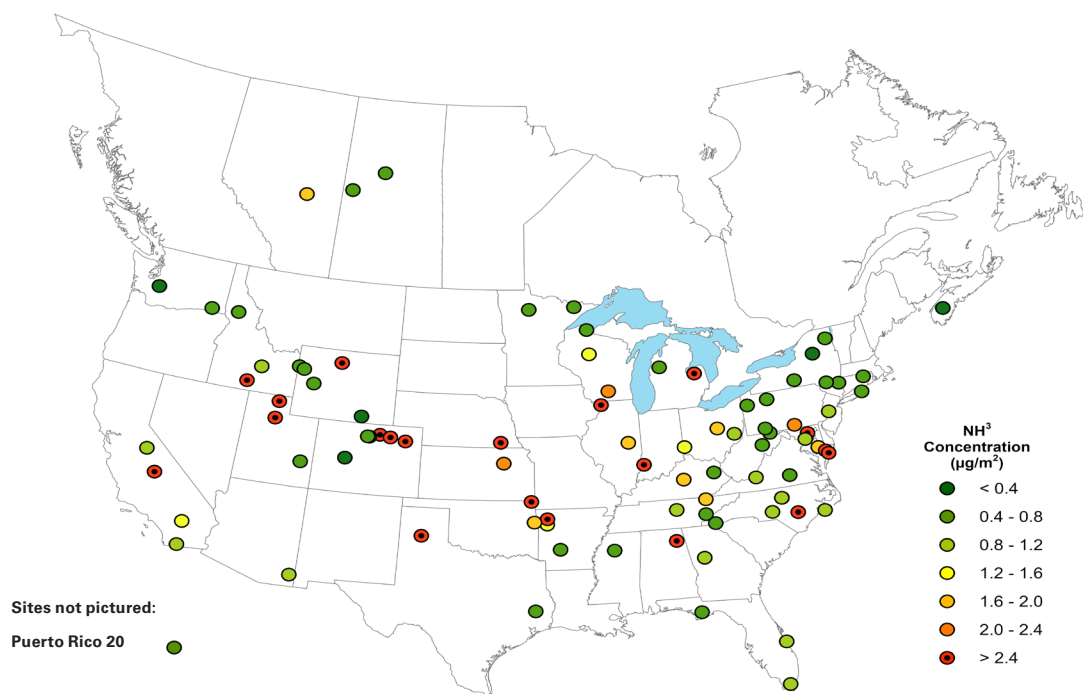 Sites not pictured:
Puerto Rico 20
NH³
Concentration
(µg/m²)
< 0.4
0.4 - 0.8
0.8 - 1.2
1.2 - 1.6
1.6 - 2.0
2.0 - 2.4
> 2.4